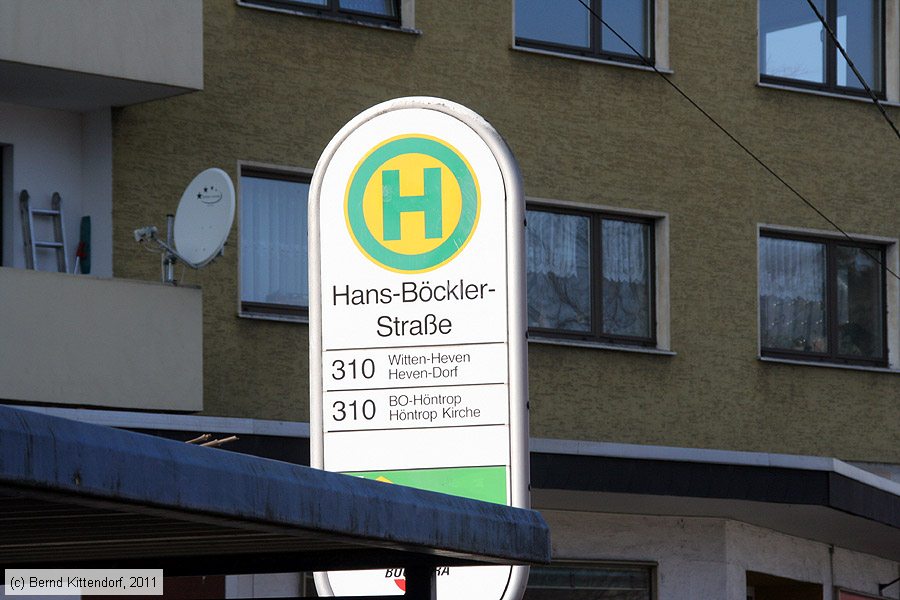 H
Hans-Böckler-
Straße
310 Witten-Heven
Heven-Dorf
310 BO-Höntrop
Höntrop Kirche
(c) Bernd Kittendorf, 2011